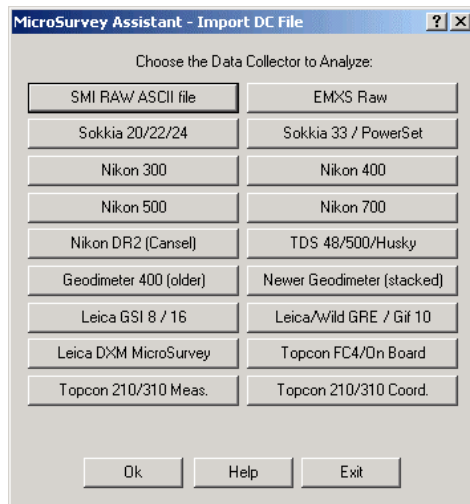 MicroSurvey Assistant - Import DC File ? X
Choose the Data Collector to Analyze:
SMI RAW ASCII file EMXS Raw
Sokkia 20/22/24 Sokkia 33 / PowerSet
Nikon 300 Nikon 400
Nikon 500 Nikon 700
Nikon DR2 (Cansel) TDS 48/500/Husky
Geodimeter 400 (older) Newer Geodimeter (stacked)
Leica GSI 8 / 16 Leica/Wild GRE / Gif 10
Leica DXM MicroSurvey Topcon FC4/On Board
Topcon 210/310 Meas. Topcon 210/310 Coord.
Ok Help Exit